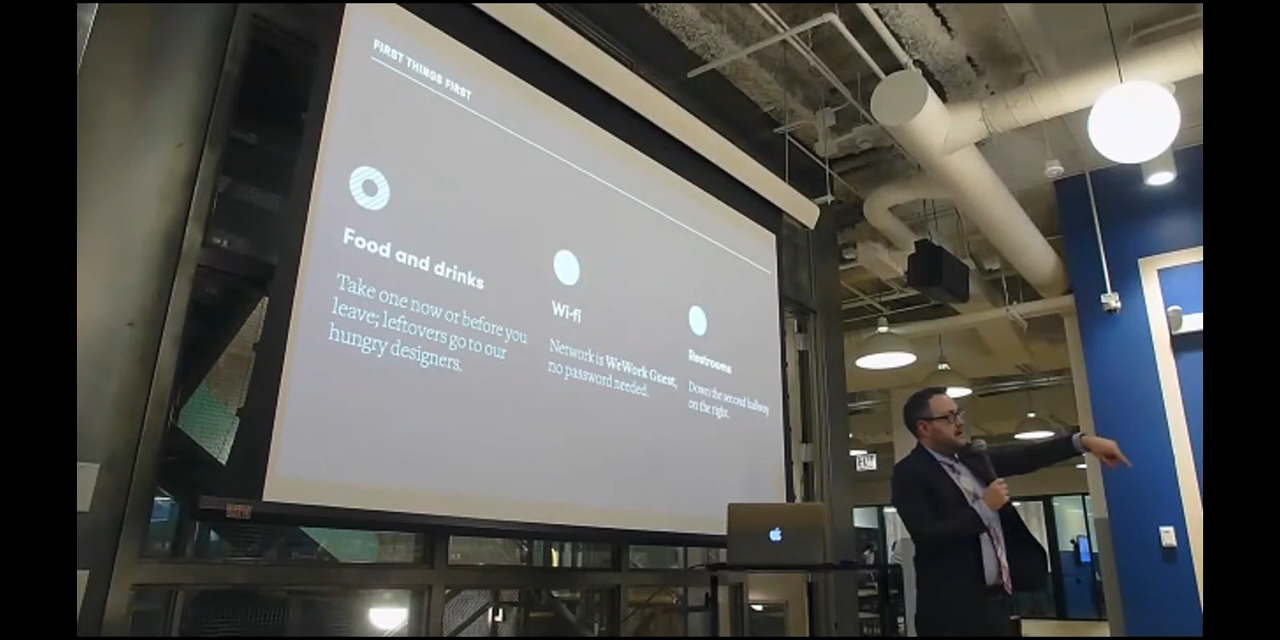 FIRST THINGS FIRST
Food and drinks
Take one now or before you
leave; leftovers go to our
hungry designers.
Wi-fi
Network is WeWork Guest,
no password needed.
Restrooms
Down the second hallway
on the right.
EXIT